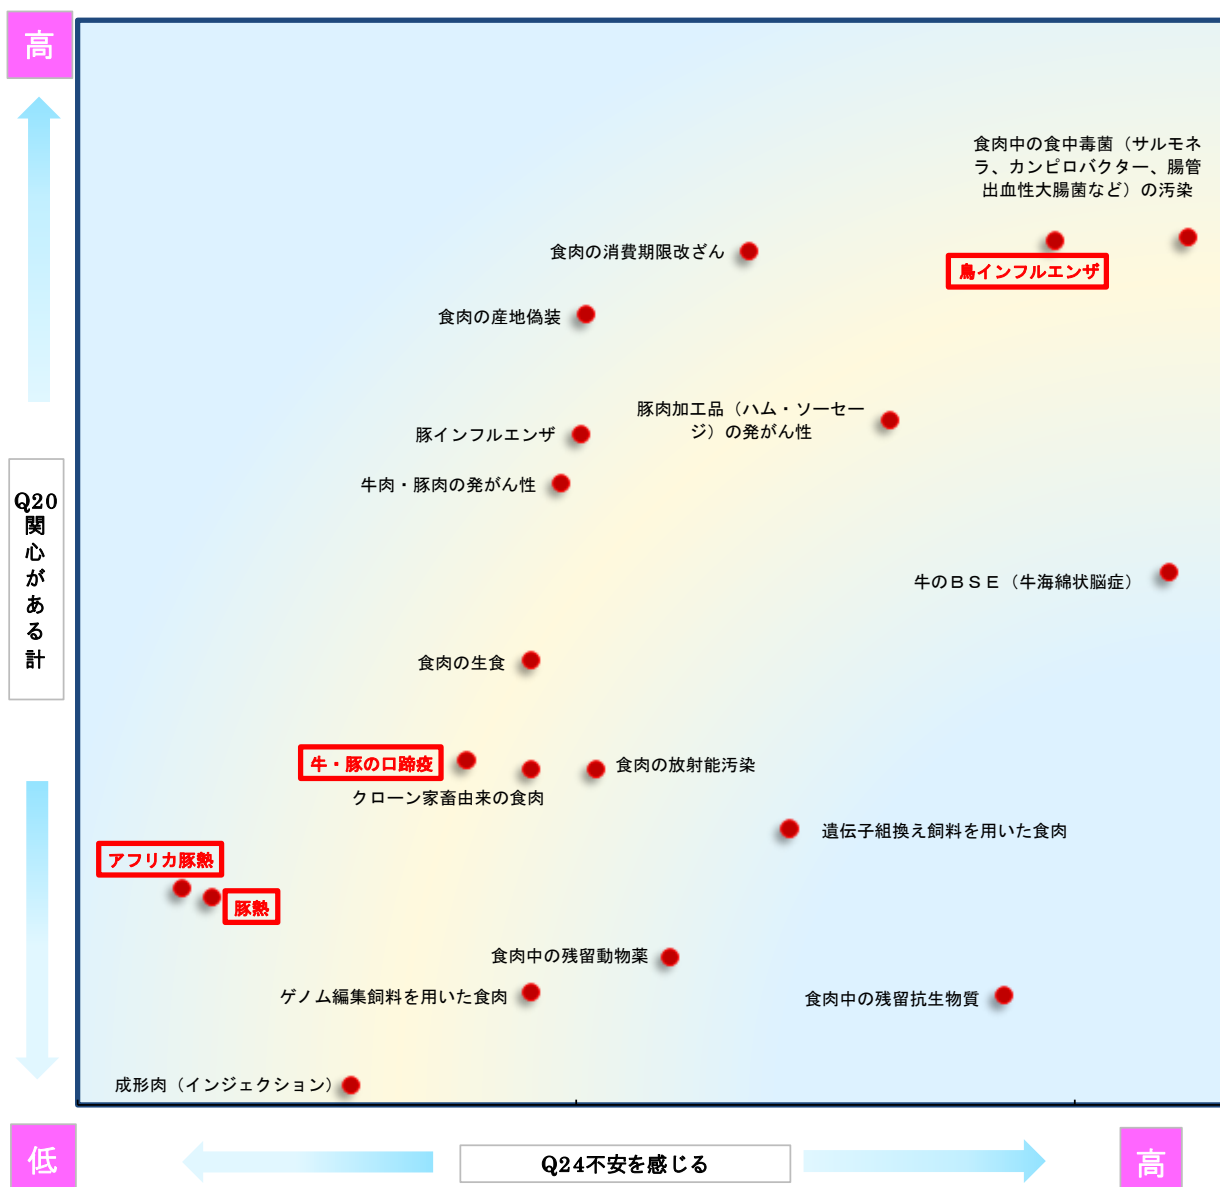 高
食肉中の食中毒菌（サルモネ
ラ、カンピロバクター、腸管
出血性大腸菌など）の汚染
食肉の消費期限改ざん
鳥インフルエンザ
食肉の産地偽装
豚肉加工品（ハム・ソーセー
ジ）の発がん性
豚インフルエンザ
牛肉・豚肉の発がん性
Q20
関
心
が
あ
る
計
牛のＢＳＥ（牛海綿状脳症）
食肉の生食
牛・豚の口蹄疫
食肉の放射能汚染
クローン家畜由来の食肉
遺伝子組換え飼料を用いた食肉
アフリカ豚熱
豚熱
食肉中の残留動物薬
ゲノム編集飼料を用いた食肉
食肉中の残留抗生物質
成形肉（インジェクション）
低
Q24不安を感じる
高